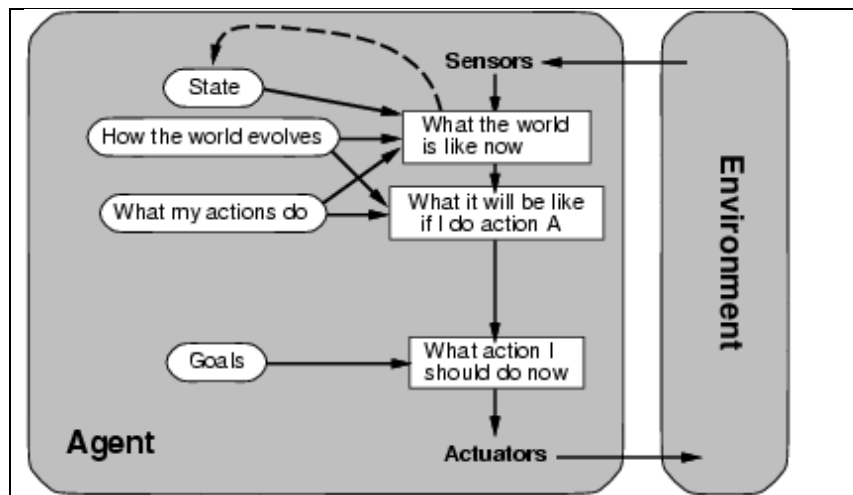 Sensors
State
What the world
is like now
How the world evolves
What my actions do
What it will be like
if I do action A
Goals
What action I
should do now
Agent
Actuators
Environment